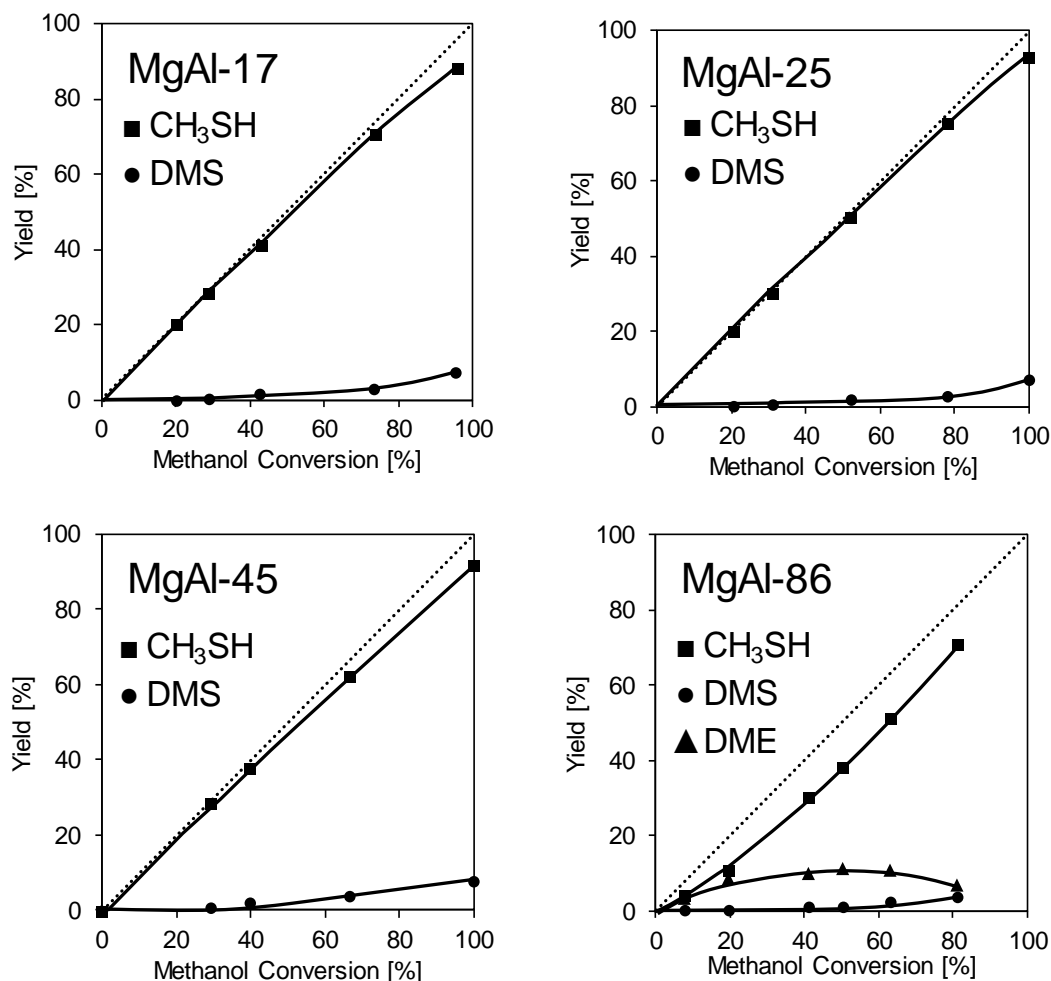 100
80
60
40
20
0
Yield [%]
MgAl-17
CH₃SH
DMS
0 20 40 60 80 100
Methanol Conversion [%]
100
80
60
40
20
0
Yield [%]
MgAl-25
CH₃SH
DMS
0 20 40 60 80 100
Methanol Conversion [%]
100
80
60
40
20
0
Yield [%]
MgAl-45
CH₃SH
DMS
0 20 40 60 80 100
Methanol Conversion [%]
100
80
60
40
20
0
Yield [%]
MgAl-86
CH₃SH
DMS
DME
0 20 40 60 80 100
Methanol Conversion [%]